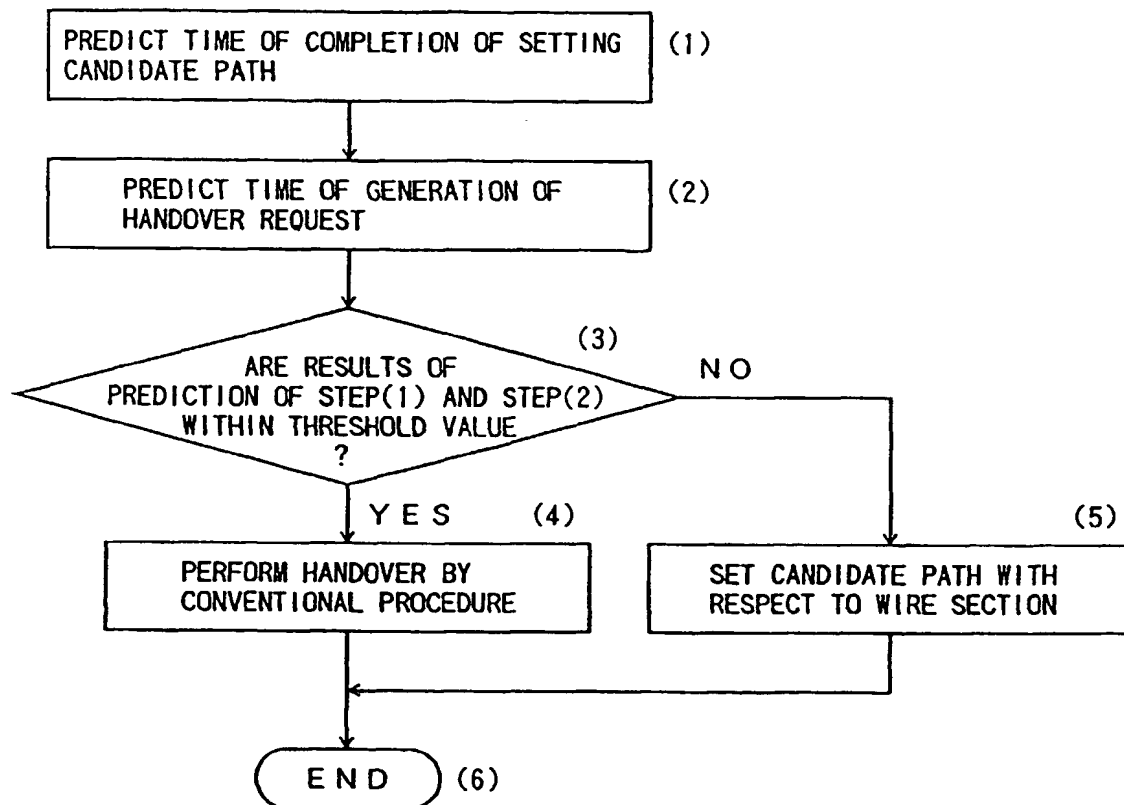 PREDICT TIME OF COMPLETION OF SETTING
CANDIDATE PATH
(1)
PREDICT TIME OF GENERATION OF
HANDOVER REQUEST
(2)
(3)
ARE RESULTS OF
PREDICTION OF STEP(1) AND STEP(2)
WITHIN THRESHOLD VALUE
?
NO
YES
(4)
(5)
PERFORM HANDOVER BY
CONVENTIONAL PROCEDURE
SET CANDIDATE PATH WITH
RESPECT TO WIRE SECTION
END
(6)